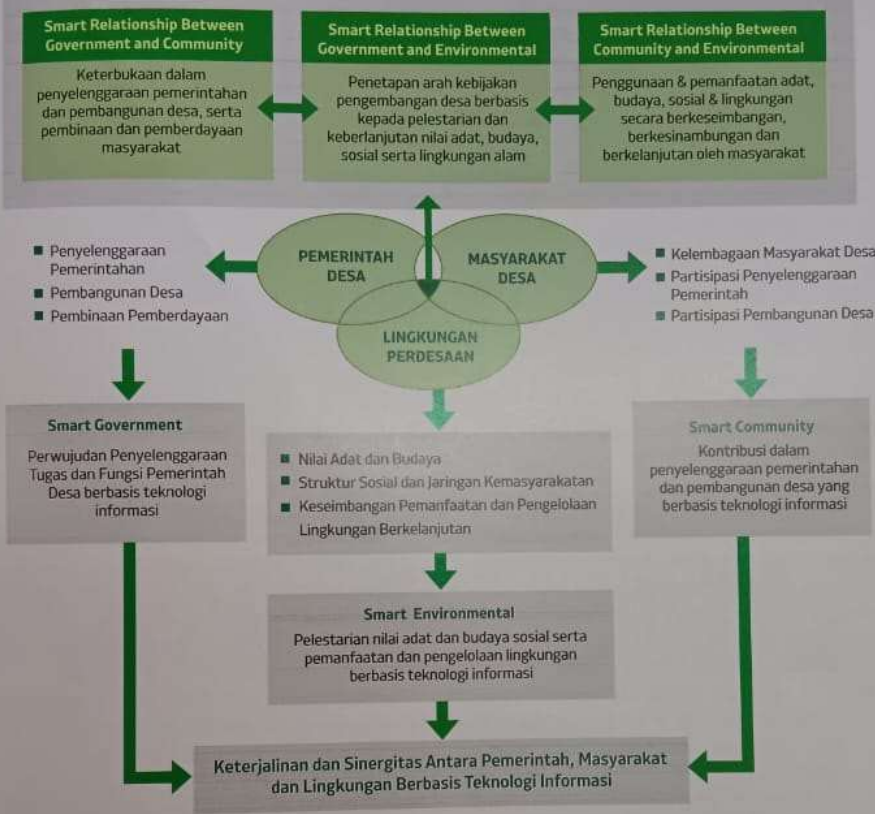 Smart Relationship Between
Government and Community
Keterbukaan dalam
penyelenggaraan pemerintahan
dan pembangunan desa, serta
pembinaan dan pemberdayaan
masyarakat
Smart Relationship Between
Government and Environmental
Penetapan arah kebijakan
pengembangan desa berbasis
kepada pelestarian dan
keberlanjutan nilai adat, budaya,
sosial serta lingkungan alam
Smart Relationship Between
Community and Environmental
Penggunaan & pemanfaatan adat,
budaya, sosial & lingkungan
secara berkeseimbangan,
berkesinambungan dan
berkelanjutan oleh masyarakat
■ Penyelenggaraan
Pemerintahan
■ Pembangunan Desa
■ Pembinaan Pemberdayaan
PEMERINTAH
DESA
MASYARAKAT
DESA
LINGKUNGAN
PERDESAAN
■ Kelembagaan Masyarakat Desa
■ Partisipasi Penyelenggaraan
Pemerintah
■ Partisipasi Pembangunan Desa
Smart Government
Perwujudan Penyelenggaraan
Tugas dan Fungsi Pemerintah
Desa berbasis teknologi
informasi
■ Nilai Adat dan Budaya
■ Struktur Sosial dan Jaringan Kemasyarakatan
■ Keseimbangan Pemanfaatan dan Pengelolaan
Lingkungan Berkelanjutan
Smart Community
Kontribusi dalam
penyelenggaraan pemerintahan
dan pembangunan desa yang
berbasis teknologi informasi
Smart Environmental
Pelestarian nilai adat dan budaya sosial serta
pemanfaatan dan pengelolaan lingkungan
berbasis teknologi informasi
Keterjalinan dan Sinergitas Antara Pemerintah, Masyarakat
dan Lingkungan Berbasis Teknologi Informasi